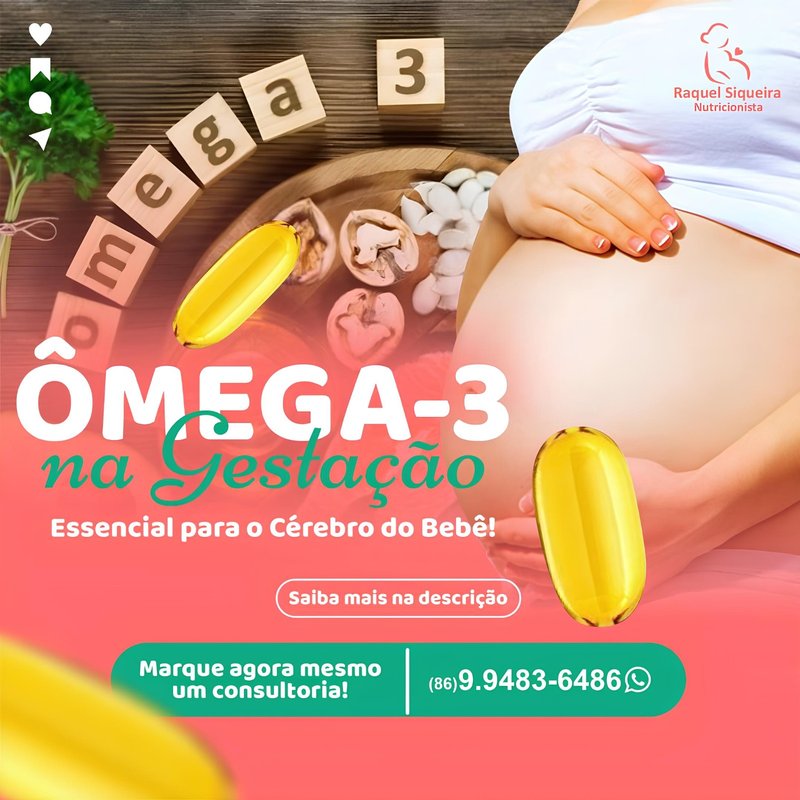 omega 3
Raquel Siqueira
Nutricionista
ÔMEGA-3
na Gestação
Essencial para o Cérebro do Bebê!
Saiba mais na descrição
Marque agora mesmo
um consultoria!
(86)9.9483-6486